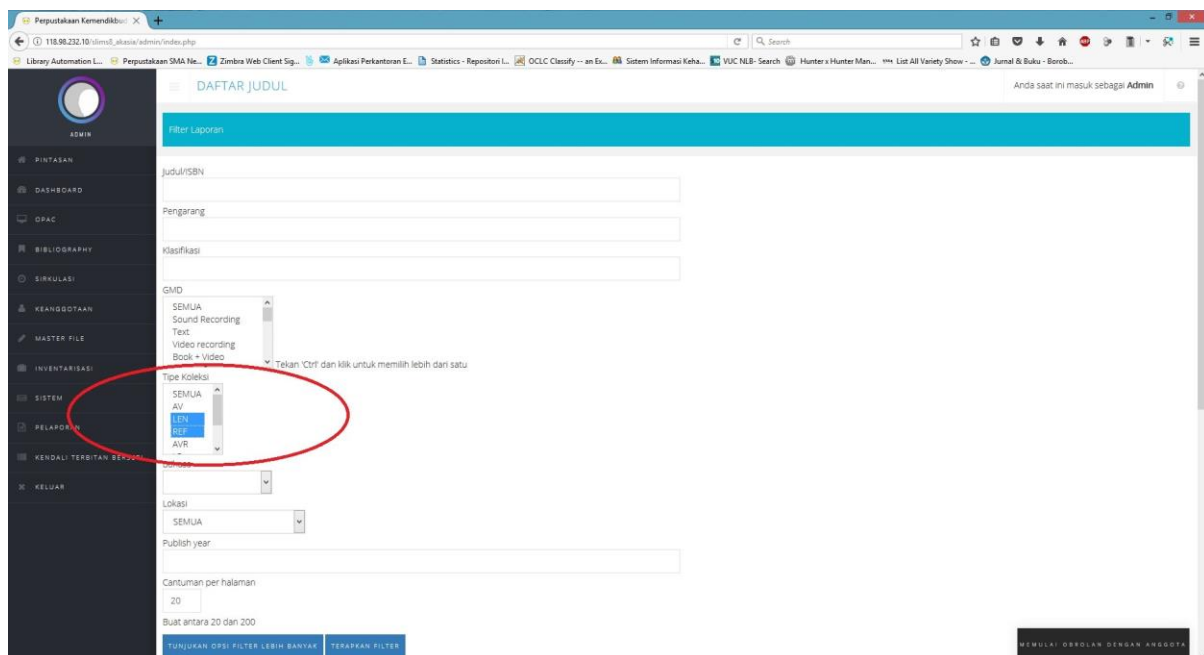 Perpustakaan Kemendikbud
118.98.232.10/slims8_akasia/admin/index.php
Search
Library Automation L... Perpustakaan SMA Ne... Zimbra Web Client Sig... Aplikasi Perkantoran E... Statistics - Repositori I... OCLC Classify -- an Ex... Sistem Informasi Keha... VUC NLB- Search Hunter x Hunter Man... List All Variety Show - ... Jurnal & Buku - Borob...
DAFTAR JUDUL
Anda saat ini masuk sebagai Admin
ADMIN
Filter Laporan
PINTASAN
DASHBOARD
OPAC
BIBLIOGRAPHY
SIRKULASI
KEANGGOTAAN
MASTER FILE
INVENTARISASI
SISTEM
PELAPORAN
KENDALI TERBITAN
KELUAR
Judul/ISBN
Pengarang
Klasifikasi
GMD
SEMUA
Sound Recording
Text
Video recording
Book + Video
Tekan 'Ctrl' dan klik untuk memilih lebih dari satu
Tipe Koleksi
SEMUA
AV
LEN
REF
AVR
Lokasi
SEMUA
Publish year
Cantuman per halaman
20
Buat antara 20 dan 200
TUNJUKAN OPSI FILTER LEBIH BANYAK
TERAPKAN FILTER
MEMULAI OBROLAN DENGAN ANGGOTA